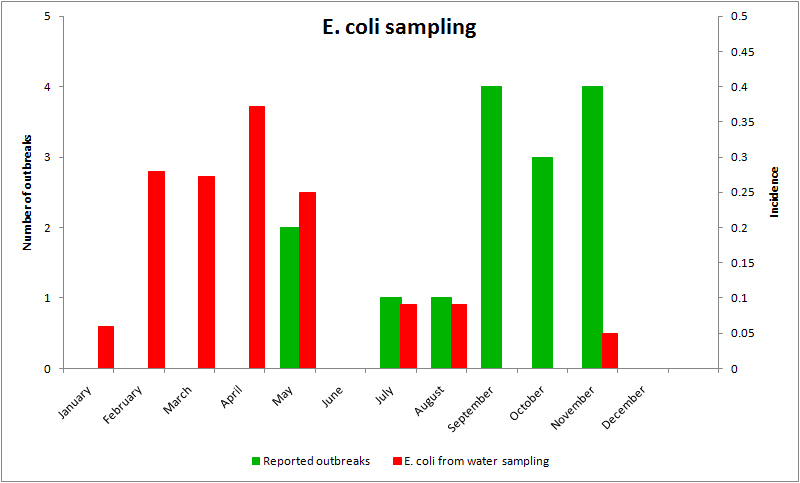 E. coli sampling
Number of outbreaks
5
4
3
2
1
0
0.5
0.45
0.4
0.35
0.3
0.25
0.2
0.15
0.1
0.05
0
Incidence
January
February
March
April
May
June
July
August
September
October
November
December
Reported outbreaks
E. coli from water sampling